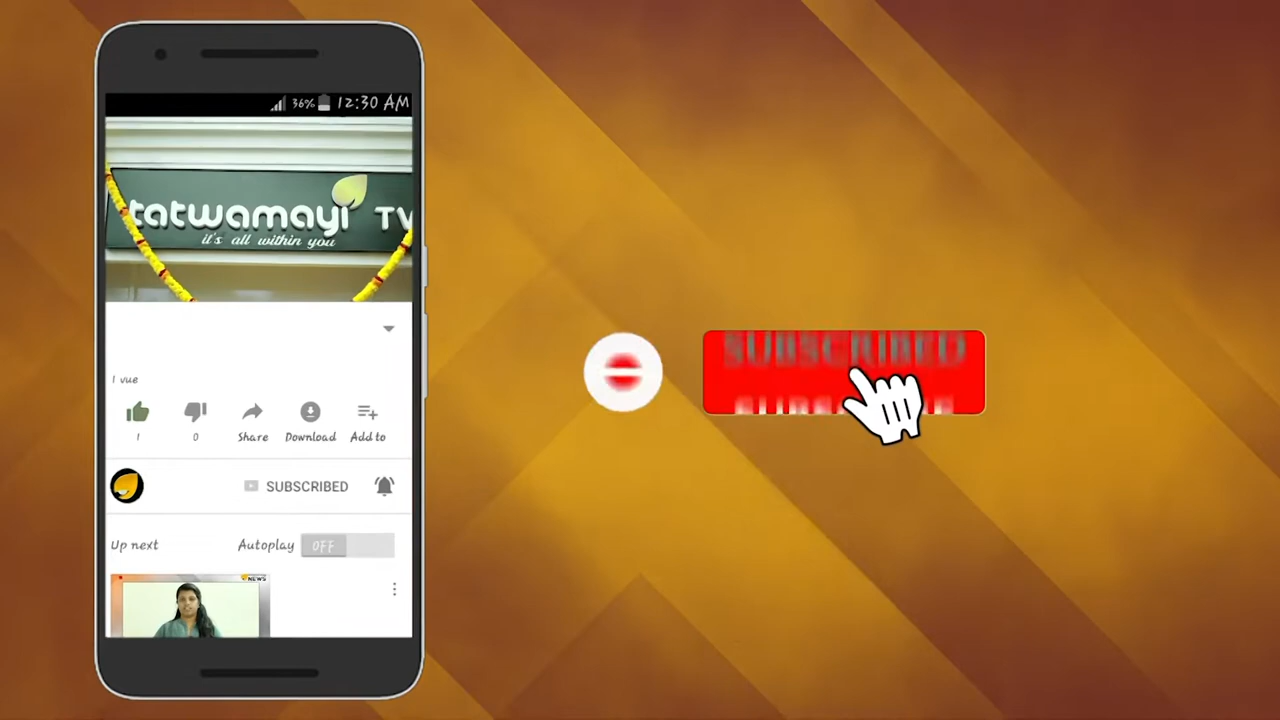 36% 12:30 AM
tatwamayi TV
it's all within you
1 vue
1
0
Share
Download
Add to
SUBSCRIBED
Up next
Autoplay
OFF
NEWS
SUBSCRIBED